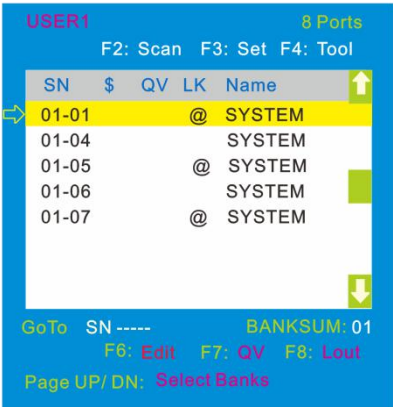 USER1 8 Ports
F2: Scan F3: Set F4: Tool
SN $ QV LK Name
01-01 @ SYSTEM
01-04 SYSTEM
01-05 @ SYSTEM
01-06 SYSTEM
01-07 @ SYSTEM
GoTo SN ----- BANKSUM: 01
F6: Edit F7: QV F8: Lout
Page UP/ DN: Select Banks